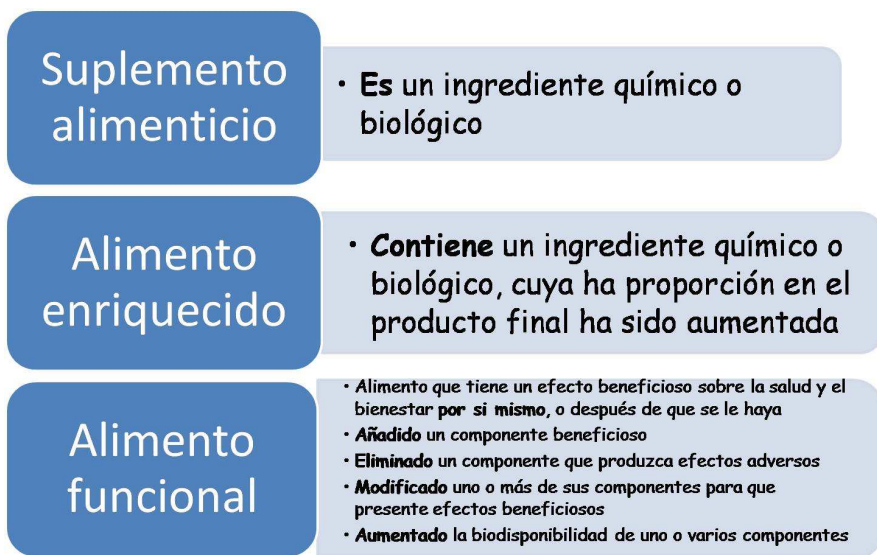 Suplemento
alimenticio
• Es un ingrediente químico o
biológico
Alimento
enriquecido
• Contiene un ingrediente químico o
biológico, cuya ha proporción en el
producto final ha sido aumentada
Alimento
funcional
• Alimento que tiene un efecto beneficioso sobre la salud y el
bienestar por si mismo, o después de que se le haya
• Añadido un componente beneficioso
• Eliminado un componente que produzca efectos adversos
• Modificado uno o más de sus componentes para que
presente efectos beneficiosos
• Aumentado la biodisponibilidad de uno o varios componentes